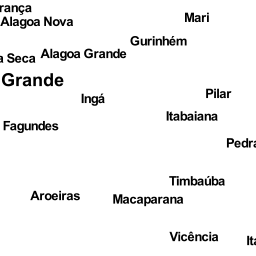 rança
Alagoa Nova
Mari
Gurinhém
Alagoa Grande
a Seca
Grande
Ingá
Pilar
Itabaiana
Fagundes
Pedra
Timbaúba
Aroeiras
Macaparana
Vicência
Ita